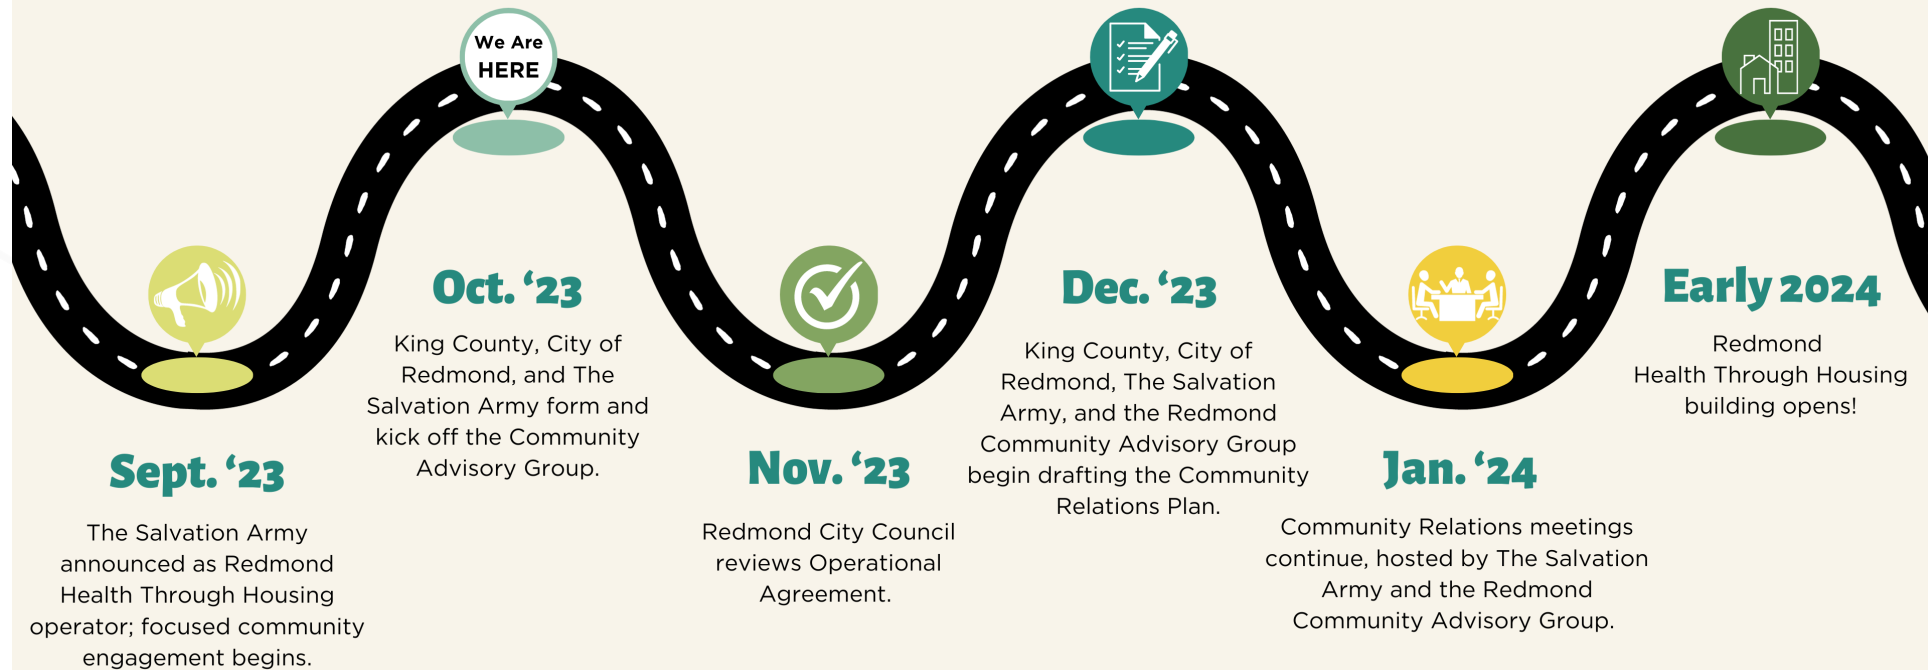 We Are
HERE
Sept. ‘23
The Salvation Army
announced as Redmond
Health Through Housing
operator; focused community
engagement begins.
Oct. ‘23
King County, City of
Redmond, and The
Salvation Army form and
kick off the Community
Advisory Group.
Nov. ‘23
Redmond City Council
reviews Operational
Agreement.
Dec. ‘23
King County, City of
Redmond, The Salvation
Army, and the Redmond
Community Advisory Group
begin drafting the Community
Relations Plan.
Jan. ‘24
Community Relations meetings
continue, hosted by The Salvation
Army and the Redmond
Community Advisory Group.
Early 2024
Redmond
Health Through Housing
building opens!